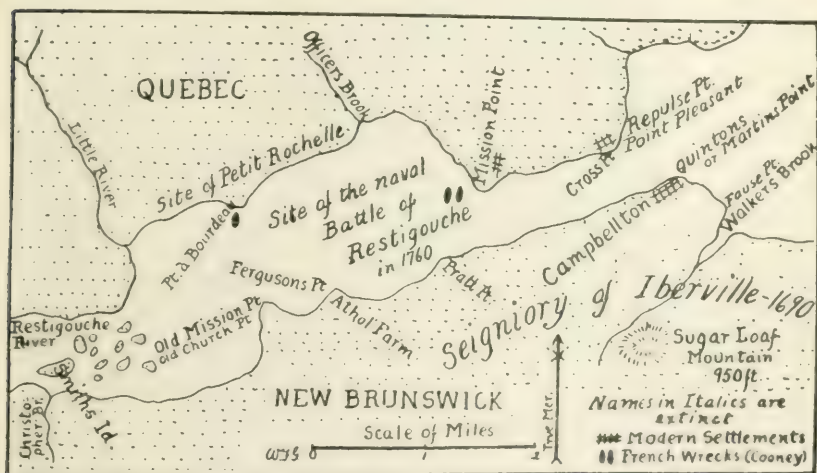 QUEBEC
Officers Brook
Mission Point
Repulse Pt.
Point Pleasant
Cross Pt.
Quintons
or Martins Point
Little River
Site of Petit Rochelle
Site of the naval
Battle of
Restigouche
in 1760
Fause Pt.
Walkers Brook
Pt. à Bourdeau
Campbellton
Fergusons Pt
Pratt Pt.
Athol Farm
Seigniory of Iberville-1690
Restigouche
River
Old Mission Pt
Old Church Pt
Smiths Id.
Christo-
pher Br.
Sugar Loaf
Mountain
950ft
NEW BRUNSWICK
True Mer.
Names in Italics are
extinct
Modern Settlements
French Wrecks (Cooney)
Scale of Miles
WFG 0 1 2